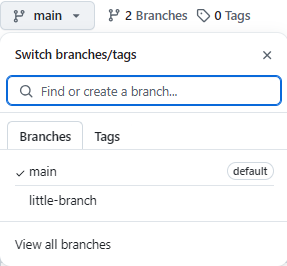 main 2 Branches 0 Tags
Switch branches/tags
Find or create a branch...
Branches Tags
main default
little-branch
View all branches